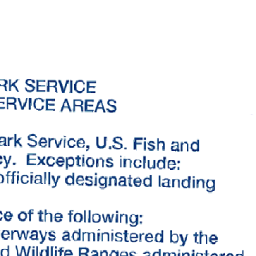 RK SERVICE
ERVICE AREAS
ark Service, U.S. Fish and
cy. Exceptions include:
officially designated landing
ce of the following:
erways administered by the
d Wildlife Ranges administered